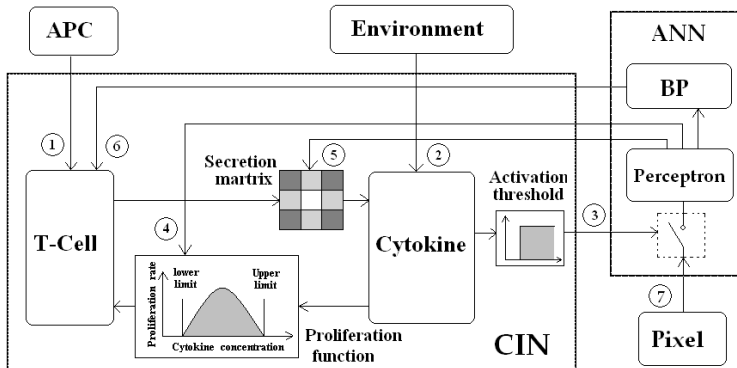 APC
Environment
ANN
BP
1
6
Secretion
martrix
5
2
Activation
threshold
Perceptron
3
T-Cell
4
Cytokine
Proliferation rate
lower
limit
Upper
limit
Cytokine concentration
Proliferation
function
CIN
7
Pixel